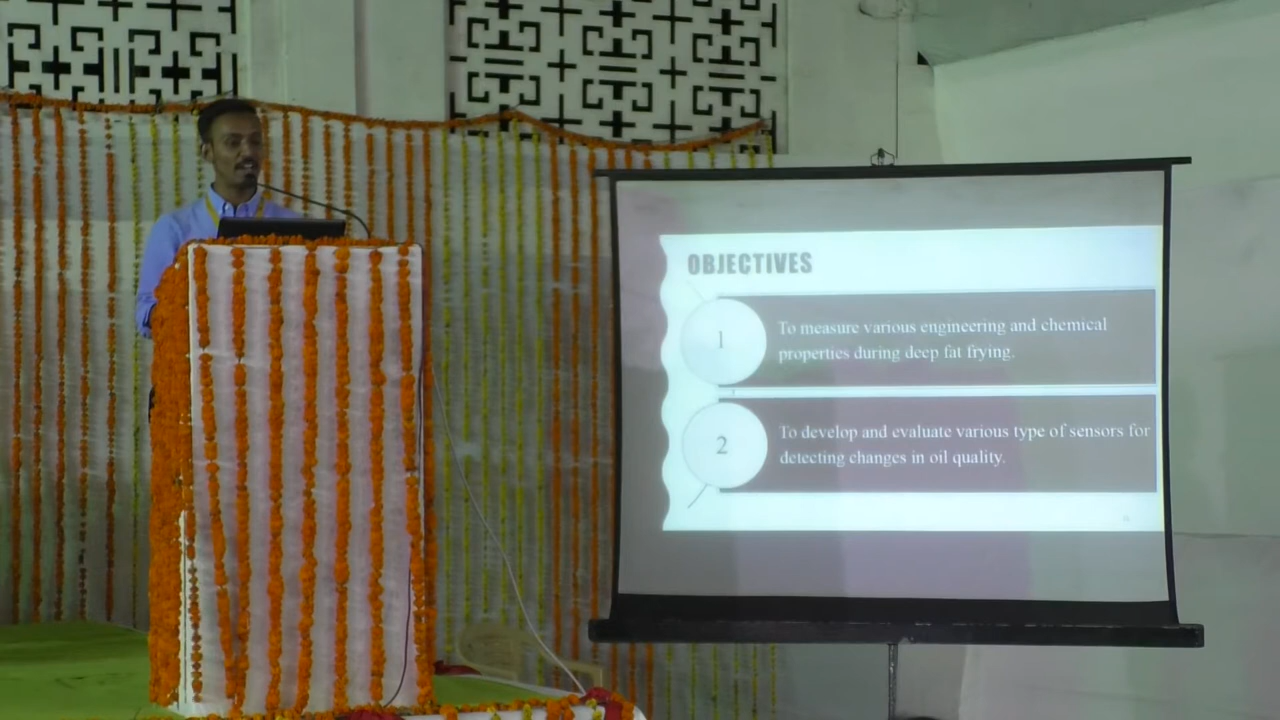 OBJECTIVES
1
To measure various engineering and chemical
properties during deep fat frying.
2
To develop and evaluate various type of sensors for
detecting changes in oil quality.